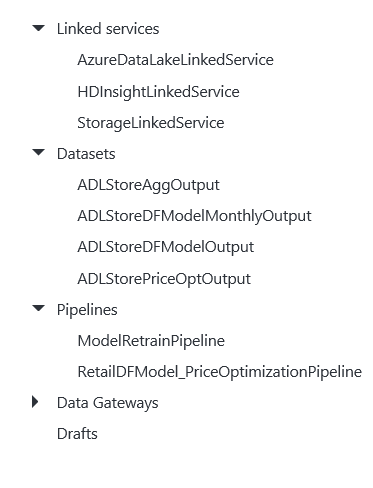 Linked services
AzureDataLakeLinkedService
HDInsightLinkedService
StorageLinkedService
Datasets
ADLStoreAggOutput
ADLStoreDFModelMonthlyOutput
ADLStoreDFModelOutput
ADLStorePriceOptOutput
Pipelines
ModelRetrainPipeline
RetailDFModel_PriceOptimizationPipeline
Data Gateways
Drafts